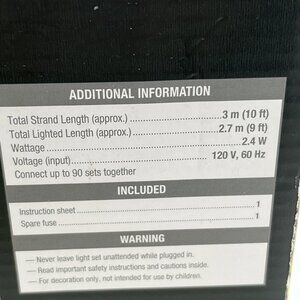 ADDITIONAL INFORMATION
Total Strand Length (approx.) 3 m (10 ft)
Total Lighted Length (approx.) 2.7 m (9 ft)
Wattage 2.4 W
Voltage (input) 120 V, 60 Hz
Connect up to 90 sets together
INCLUDED
Instruction sheet 1
Spare fuse 1
WARNING
— Never leave light set unattended while plugged in.
— Read important safety instructions and cautions inside.
— For decoration only, not intended for use by children.